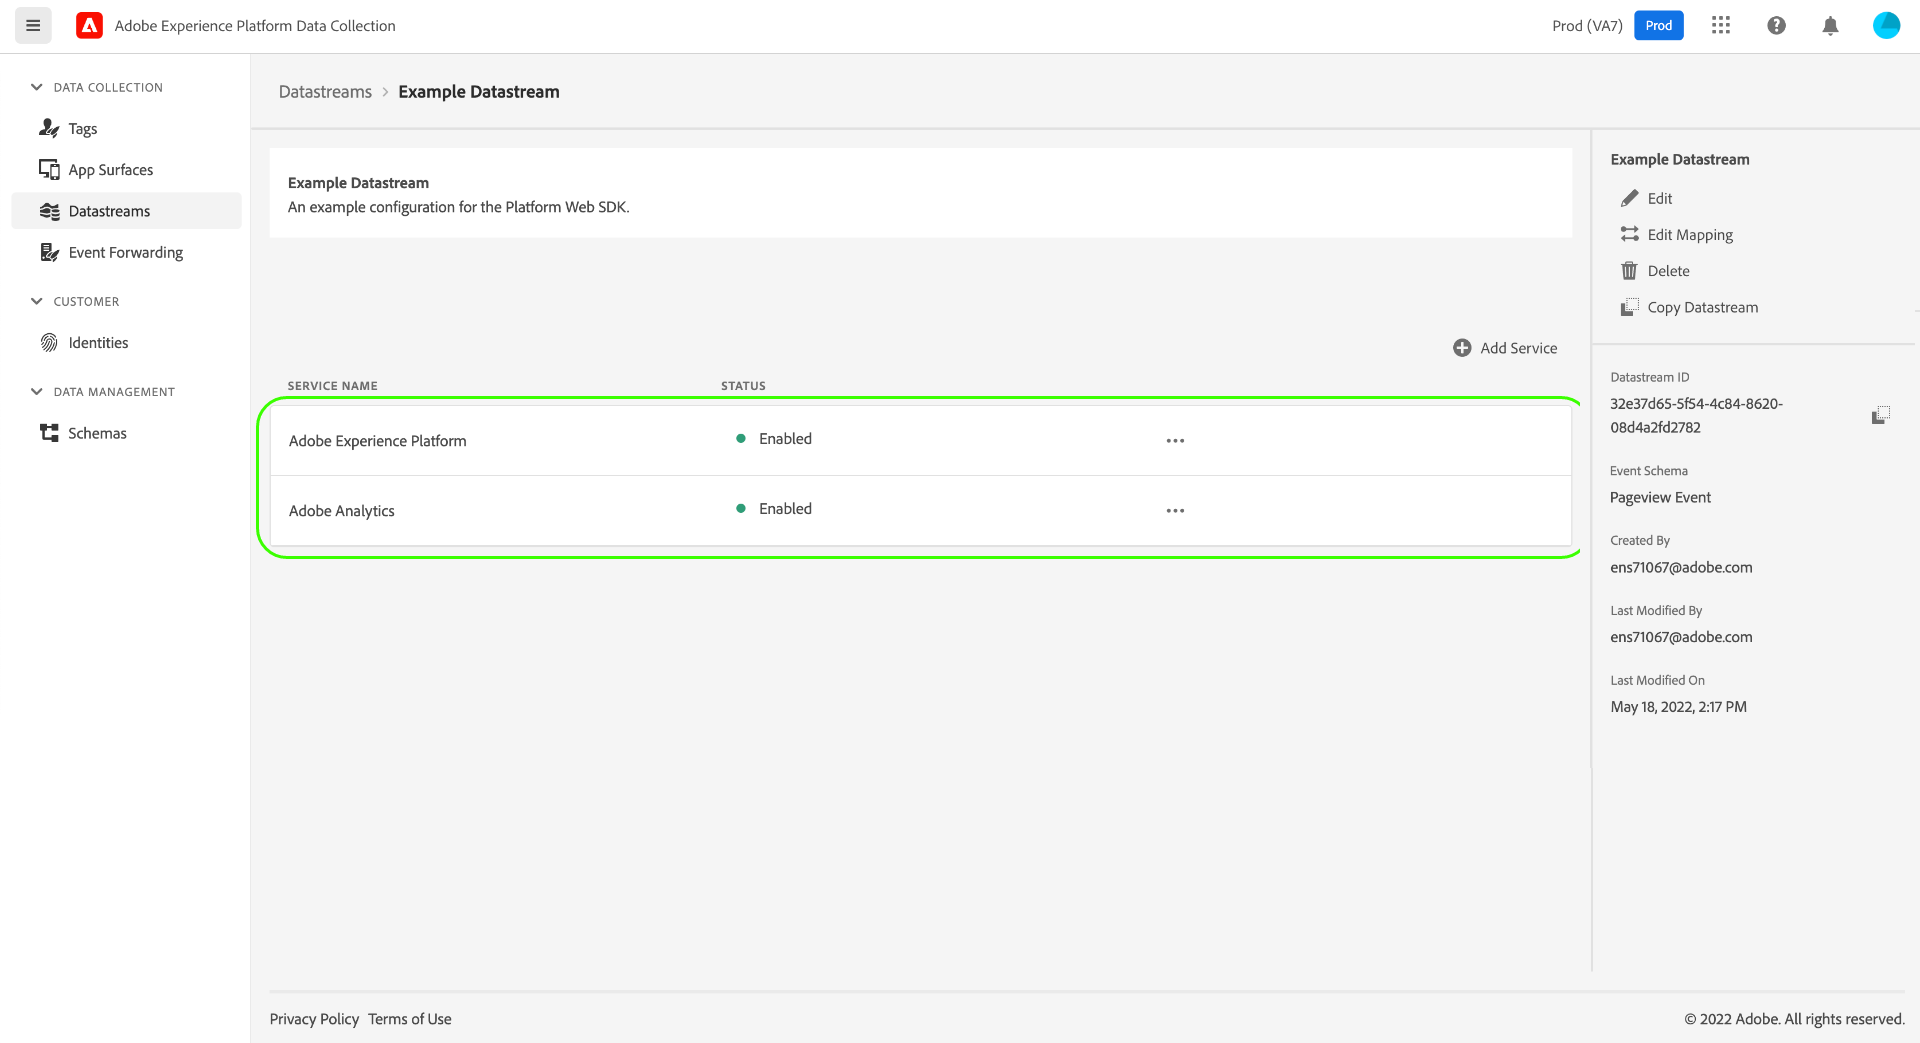 Adobe Experience Platform Data Collection
Prod (VA7)
Prod
DATA COLLECTION
Tags
App Surfaces
Datastreams
Event Forwarding
CUSTOMER
Identities
DATA MANAGEMENT
Schemas
Datastreams > Example Datastream
Example Datastream
An example configuration for the Platform Web SDK.
Add Service
SERVICE NAME STATUS
Adobe Experience Platform Enabled
Adobe Analytics Enabled
Example Datastream
Edit
Edit Mapping
Delete
Copy Datastream
Datastream ID
32e37d65-5f54-4c84-8620-
08d4a2fd2782
Event Schema
Pageview Event
Created By
ens71067@adobe.com
Last Modified By
ens71067@adobe.com
Last Modified On
May 18, 2022, 2:17 PM
Privacy Policy Terms of Use
© 2022 Adobe. All rights reserved.